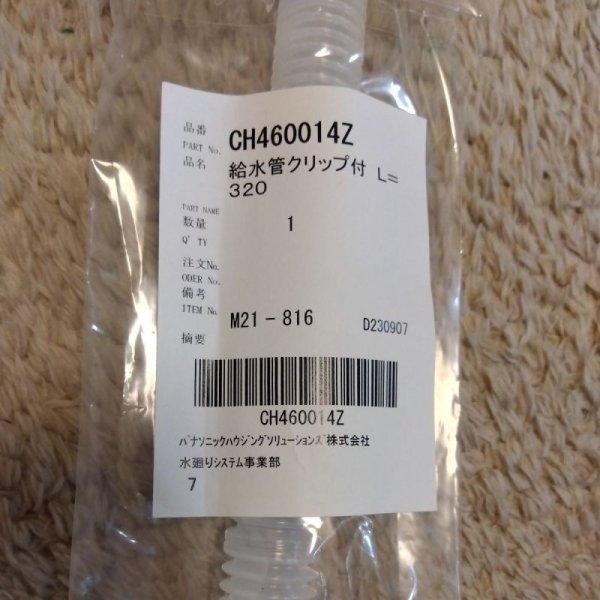 品番 CH460014Z
PART No.
品名 給水管クリップ付 L=
320
PART NAME
数量 1
Q'TY
注文No.
ODER No.
備考
ITEM No. M21-816 D230907
摘要
CH460014Z
パナソニックハウジングソリューションズ株式会社
水廻りシステム事業部
7